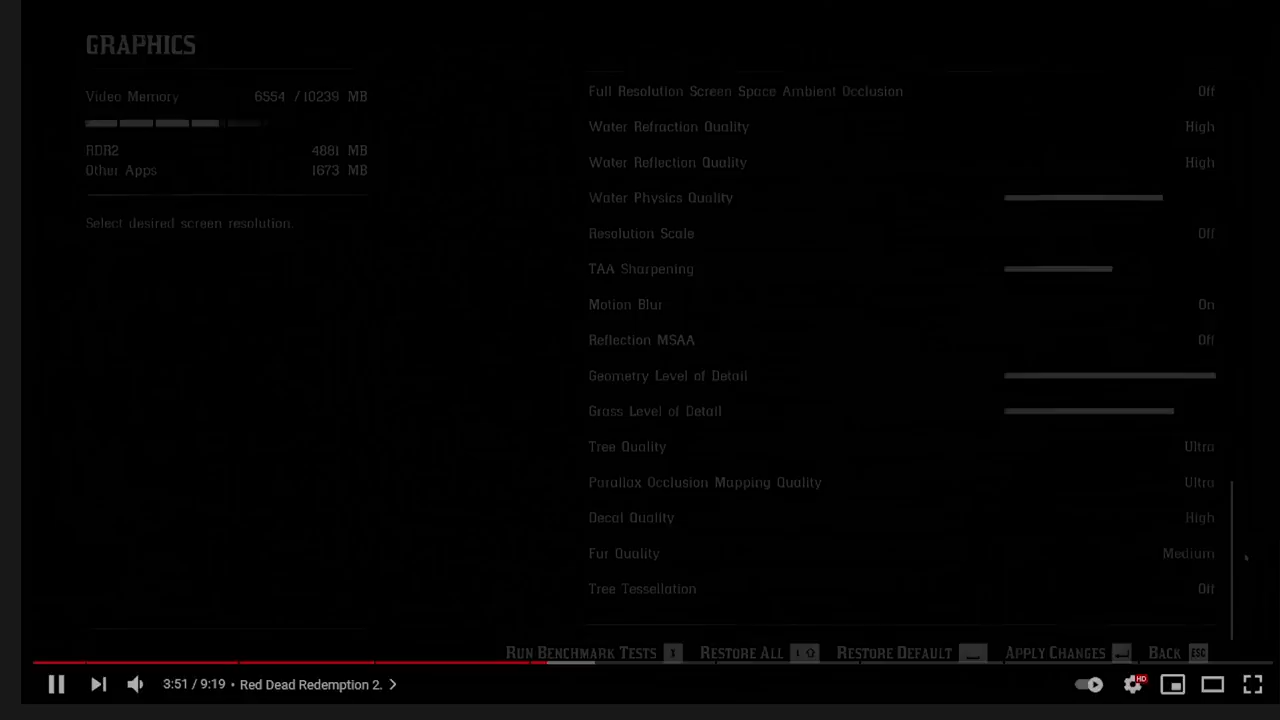 GRAPHICS
Video Memory 6554 / 10239 MB
RDR2 4881 MB
Other Apps 1673 MB
Select desired screen resolution.
Full Resolution Screen Space Ambient Occlusion Off
Water Refraction Quality High
Water Reflection Quality High
Water Physics Quality
Resolution Scale Off
TAA Sharpening
Motion Blur On
Reflection MSAA Off
Geometry Level of Detail
Grass Level of Detail
Tree Quality Ultra
Parallax Occlusion Mapping Quality Ultra
Decal Quality High
Fur Quality Medium
Tree Tessellation Off
RUN BENCHMARK TESTS X RESTORE ALL L RESTORE DEFAULT APPLY CHANGES BACK ESC
3:51 / 9:19 • Red Dead Redemption 2. >
HD